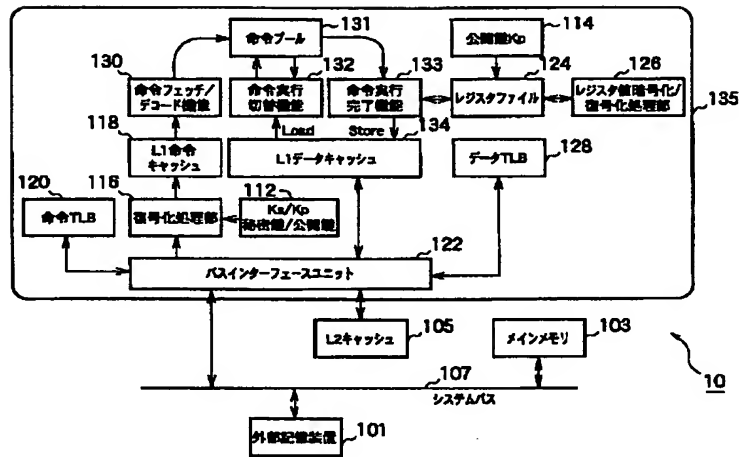 131
命令プール
114
公開鍵Kp
130
命令フェッチ/
デコード機能
132
命令実行
切替機能
133
命令実行
完了機能
124
レジスタファイル
126
レジスタ値暗号化/
復号化処理部
135
118
L1命令
キャッシュ
Load
Store
134
L1データキャッシュ
128
データTLB
120
命令TLB
116
復号化処理部
112
Ks/Kp
秘密鍵/公開鍵
122
バスインターフェースユニット
L2キャッシュ
105
メインメモリ
103
107
システムバス
10
外部記憶装置
101